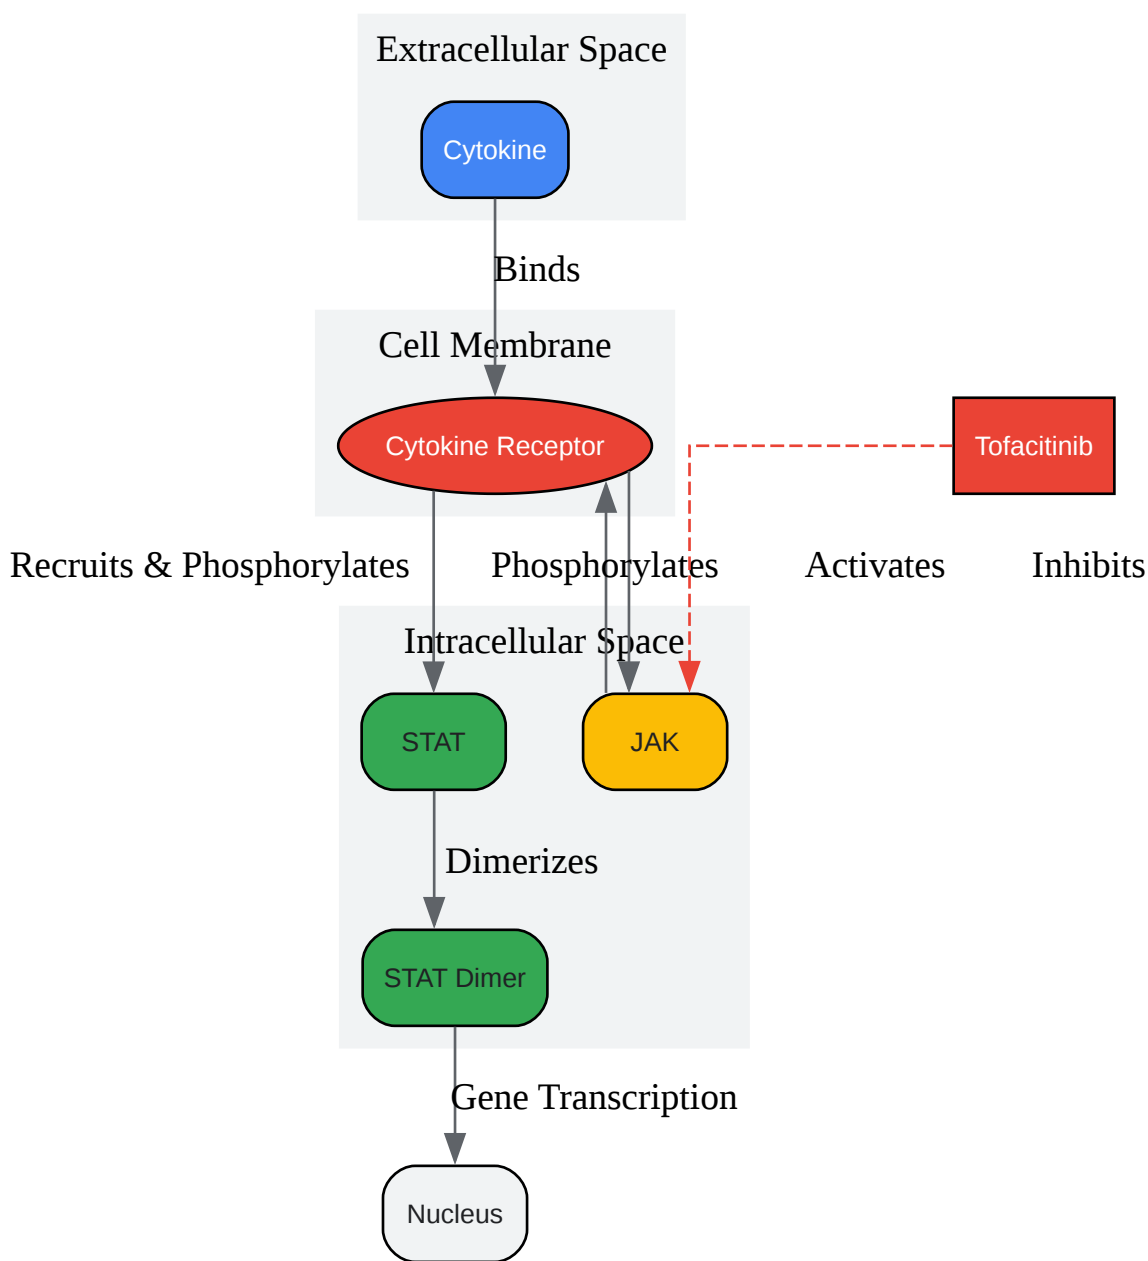 Extracellular Space
Cytokine
Binds
Cell Membrane
Cytokine Receptor
Tofacitinib
Recruits & Phosphorylates
Phosphorylates
Activates
Inhibits
Intracellular Space
STAT
JAK
Dimerizes
STAT Dimer
Gene Transcription
Nucleus